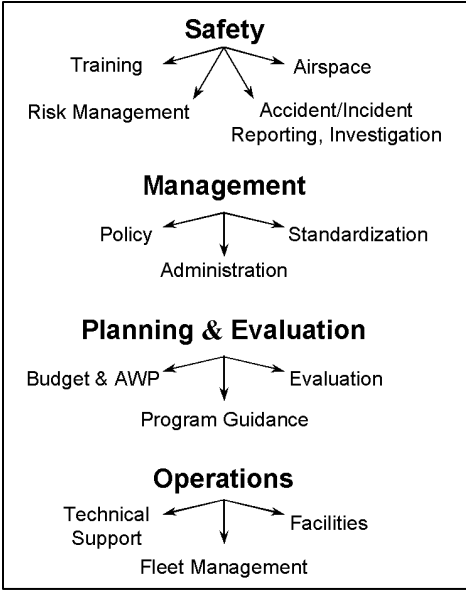 Safety
Training
Airspace
Risk Management
Accident/Incident
Reporting, Investigation
Management
Policy
Standardization
Administration
Planning & Evaluation
Budget & AWP
Evaluation
Program Guidance
Operations
Technical
Support
Facilities
Fleet Management